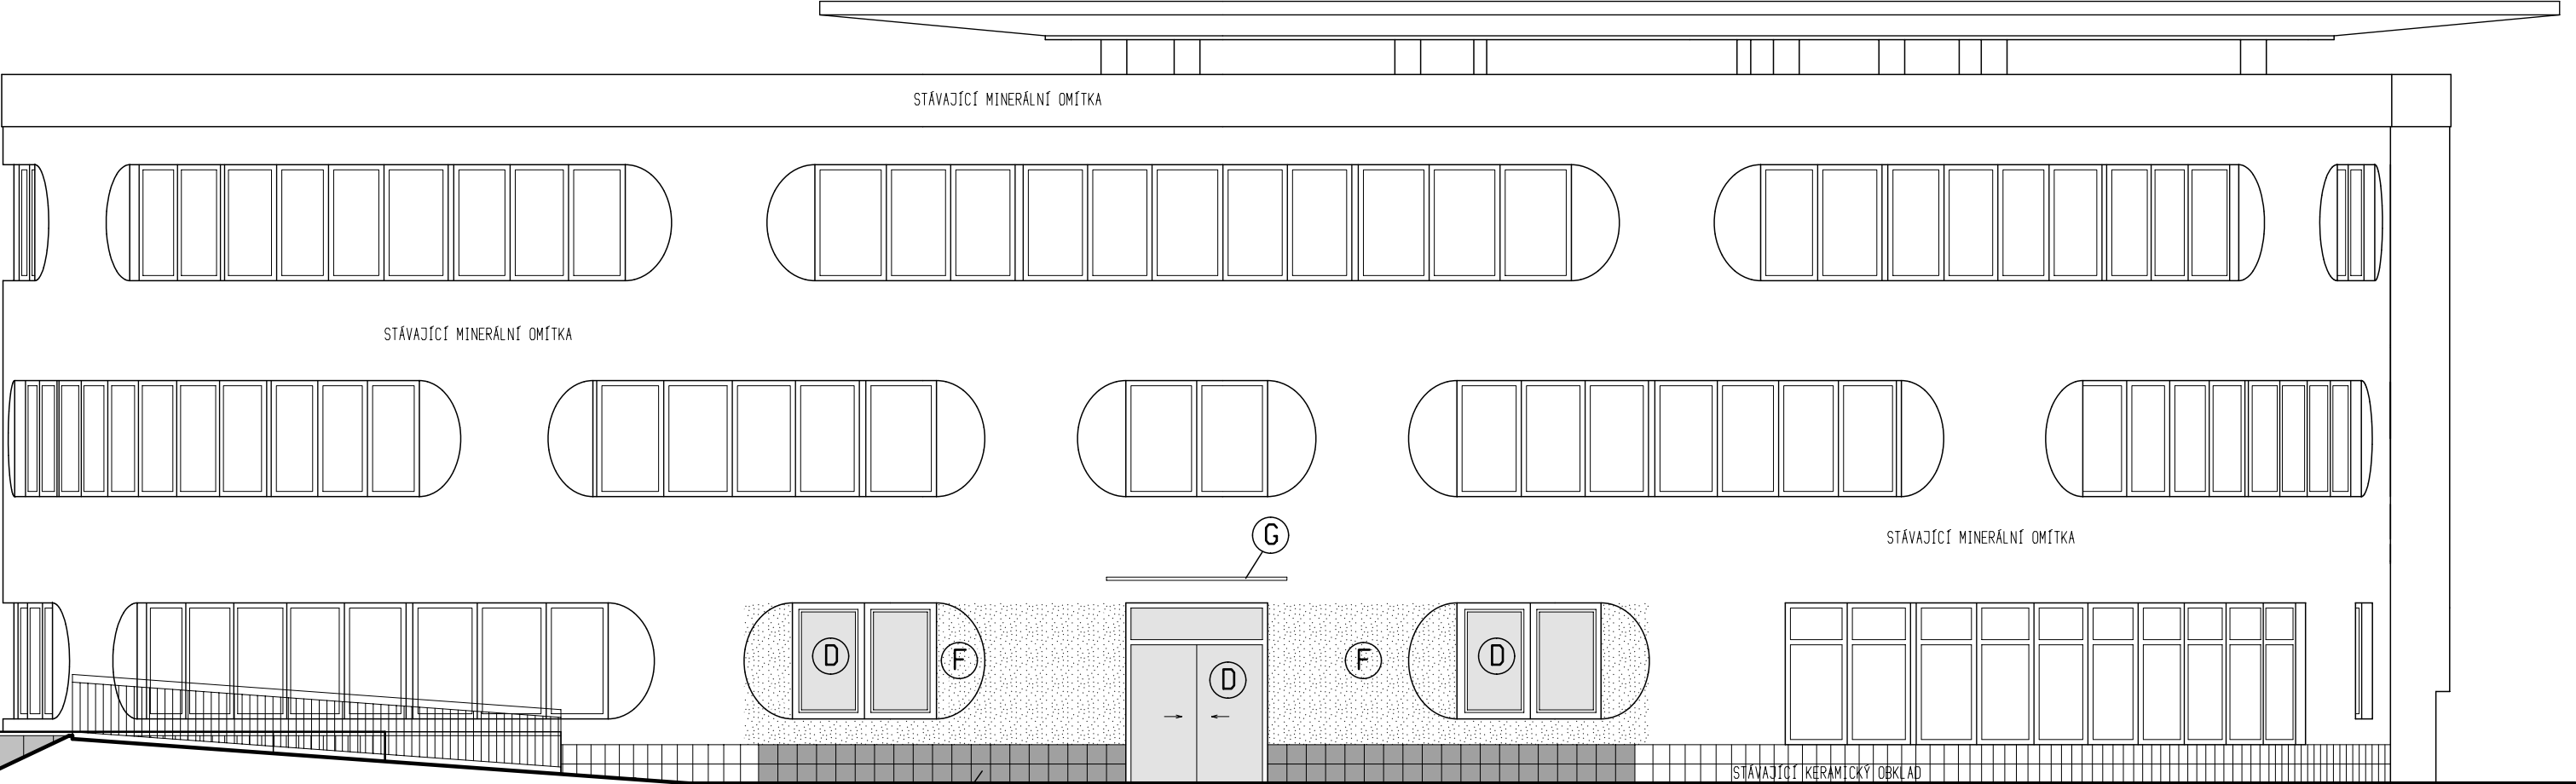 STÁVAJÍCÍ MINERÁLNÍ OMÍTKA
STÁVAJÍCÍ MINERÁLNÍ OMÍTKA
G
STÁVAJÍCÍ MINERÁLNÍ OMÍTKA
D
F
F
D
D
STÁVAJÍCÍ KERAMICKÝ OBKLAD